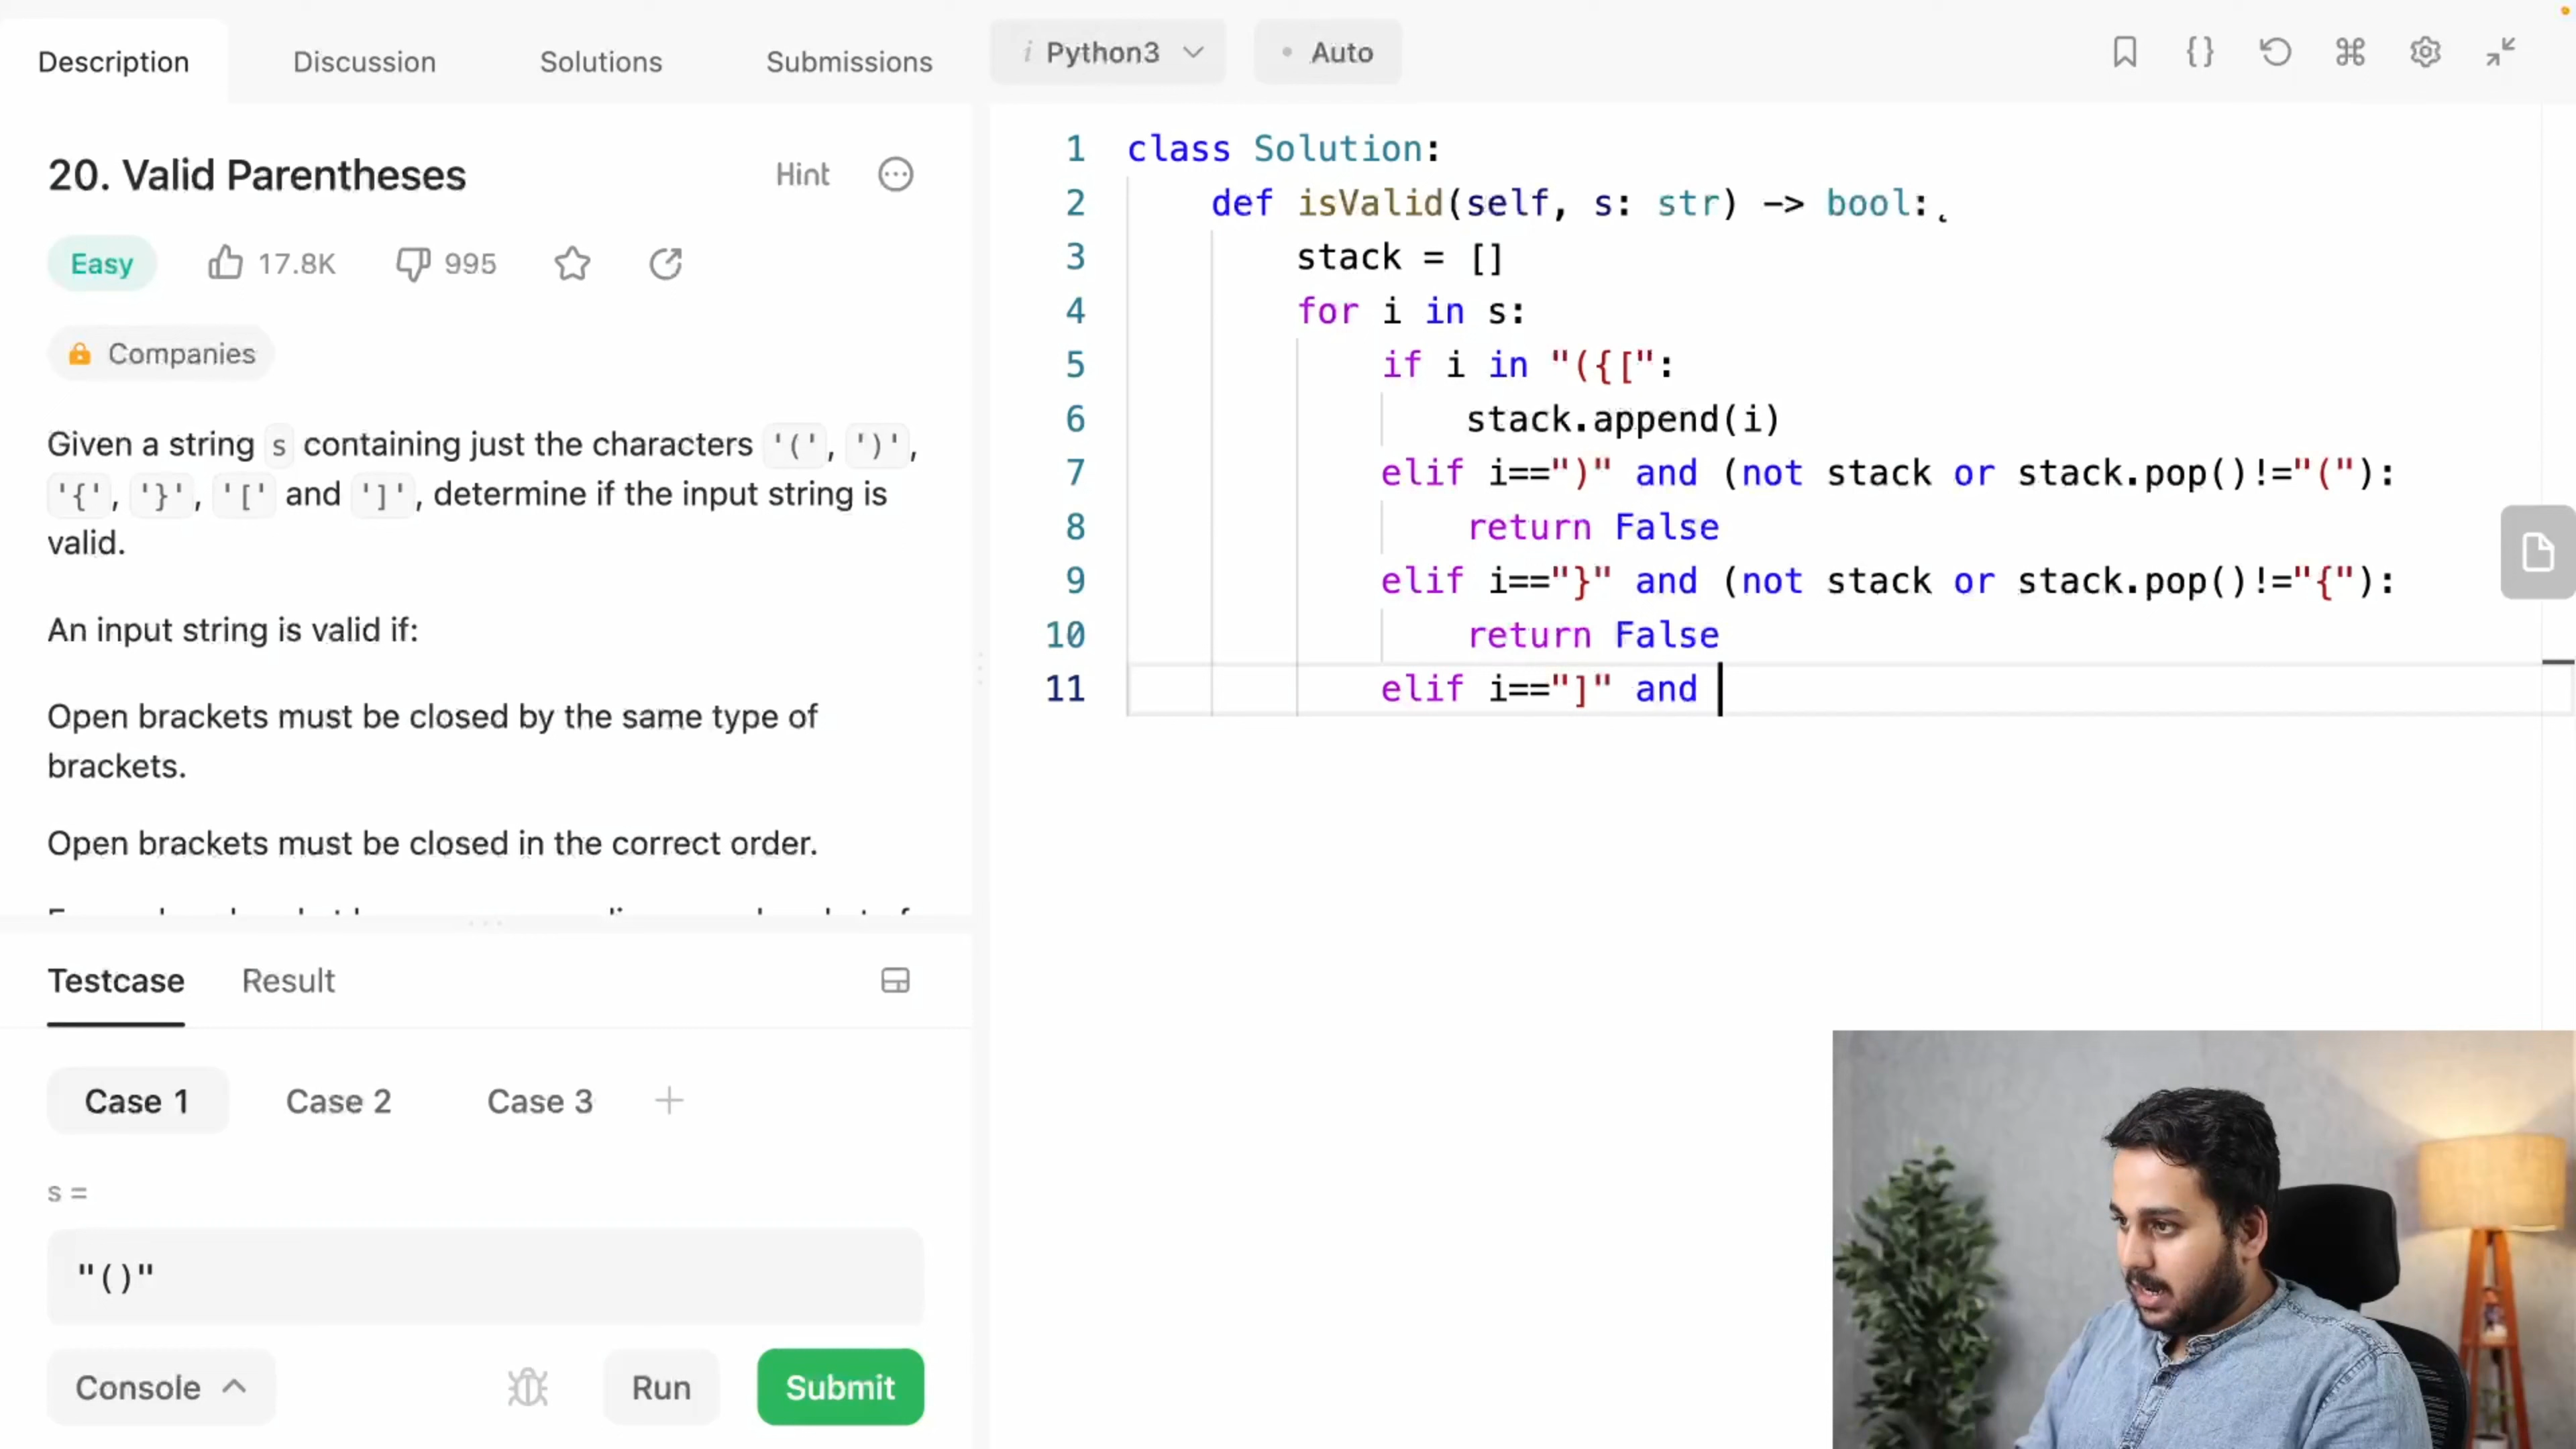 Description Discussion Solutions Submissions
Python3 Auto
20. Valid Parentheses Hint
Easy 17.8K 995
Companies
Given a string s containing just the characters '(', ')',
'{', '}', '[' and ']', determine if the input string is
valid.
An input string is valid if:
Open brackets must be closed by the same type of
brackets.
Open brackets must be closed in the correct order.
Testcase Result
Case 1 Case 2 Case 3
s =
"()"
Console Run Submit
1 class Solution:
2 def isValid(self, s: str) -> bool:
3 stack = []
4 for i in s:
5 if i in "({[":
6 stack.append(i)
7 elif i==")" and (not stack or stack.pop()!="("):
8 return False
9 elif i=="}" and (not stack or stack.pop()!="{"):
10 return False
11 elif i=="]" and